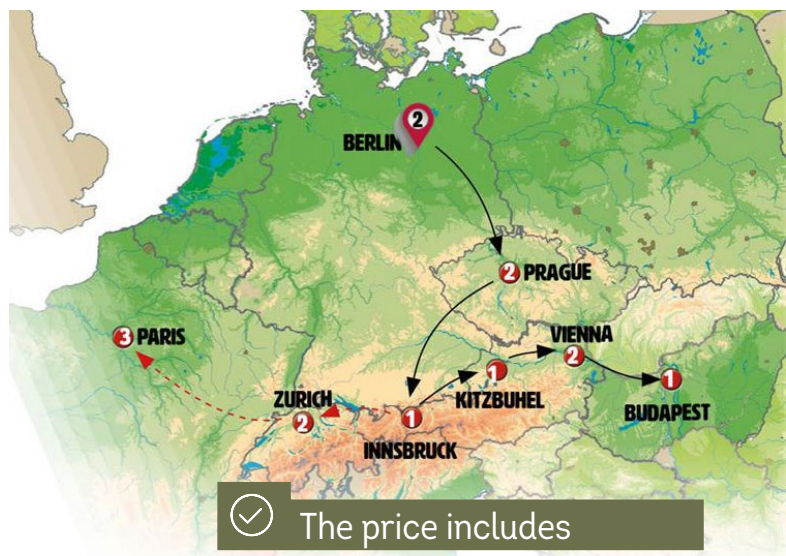 2
BERLIN
2 PRAGUE
3 PARIS
VIENNA
2
1
KITZBUHEL
1
BUDAPEST
ZURICH
2
1
INNSBRUCK
The price includes